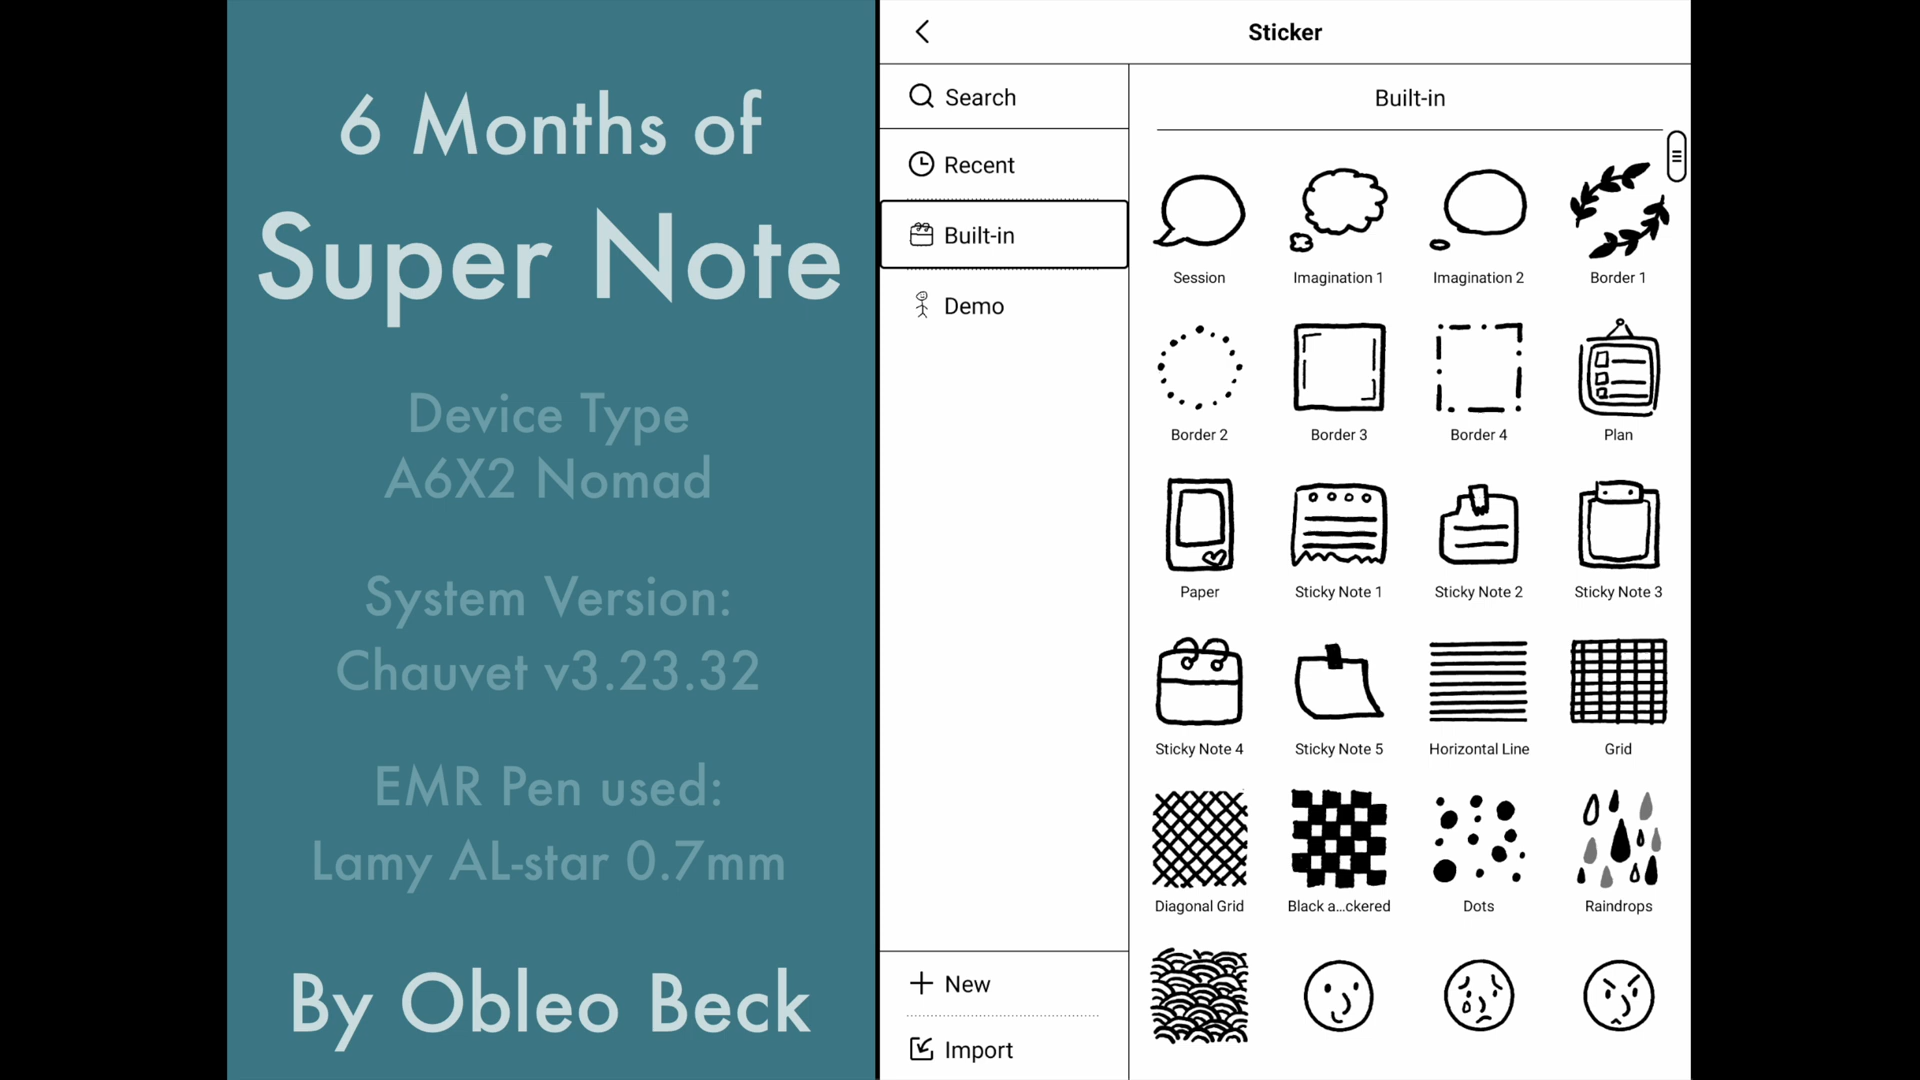 6 Months of
Super Note
Device Type
A6X2 Nomad
System Version:
Chauvet v3.23.32
EMR Pen used:
Lamy AL-star 0.7mm
By Obleo Beck
Sticker
Search
Recent
Built-in
Demo
New
Import
Built-in
Session Imagination 1 Imagination 2 Border 1
Border 2 Border 3 Border 4 Plan
Paper Sticky Note 1 Sticky Note 2 Sticky Note 3
Sticky Note 4 Sticky Note 5 Horizontal Line Grid
Diagonal Grid Black a...ckered Dots Raindrops